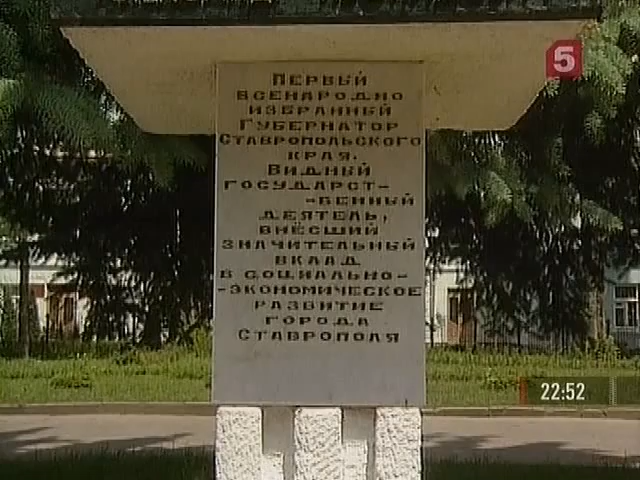 5
Первый
всенародно
избранный
Губернатор
Ставропольского
края.
Видный
государст-
-венный
деятель,
внёсший
значительный
вклад
в социально-
-экономическое
развитие
города
Ставрополя
22:52